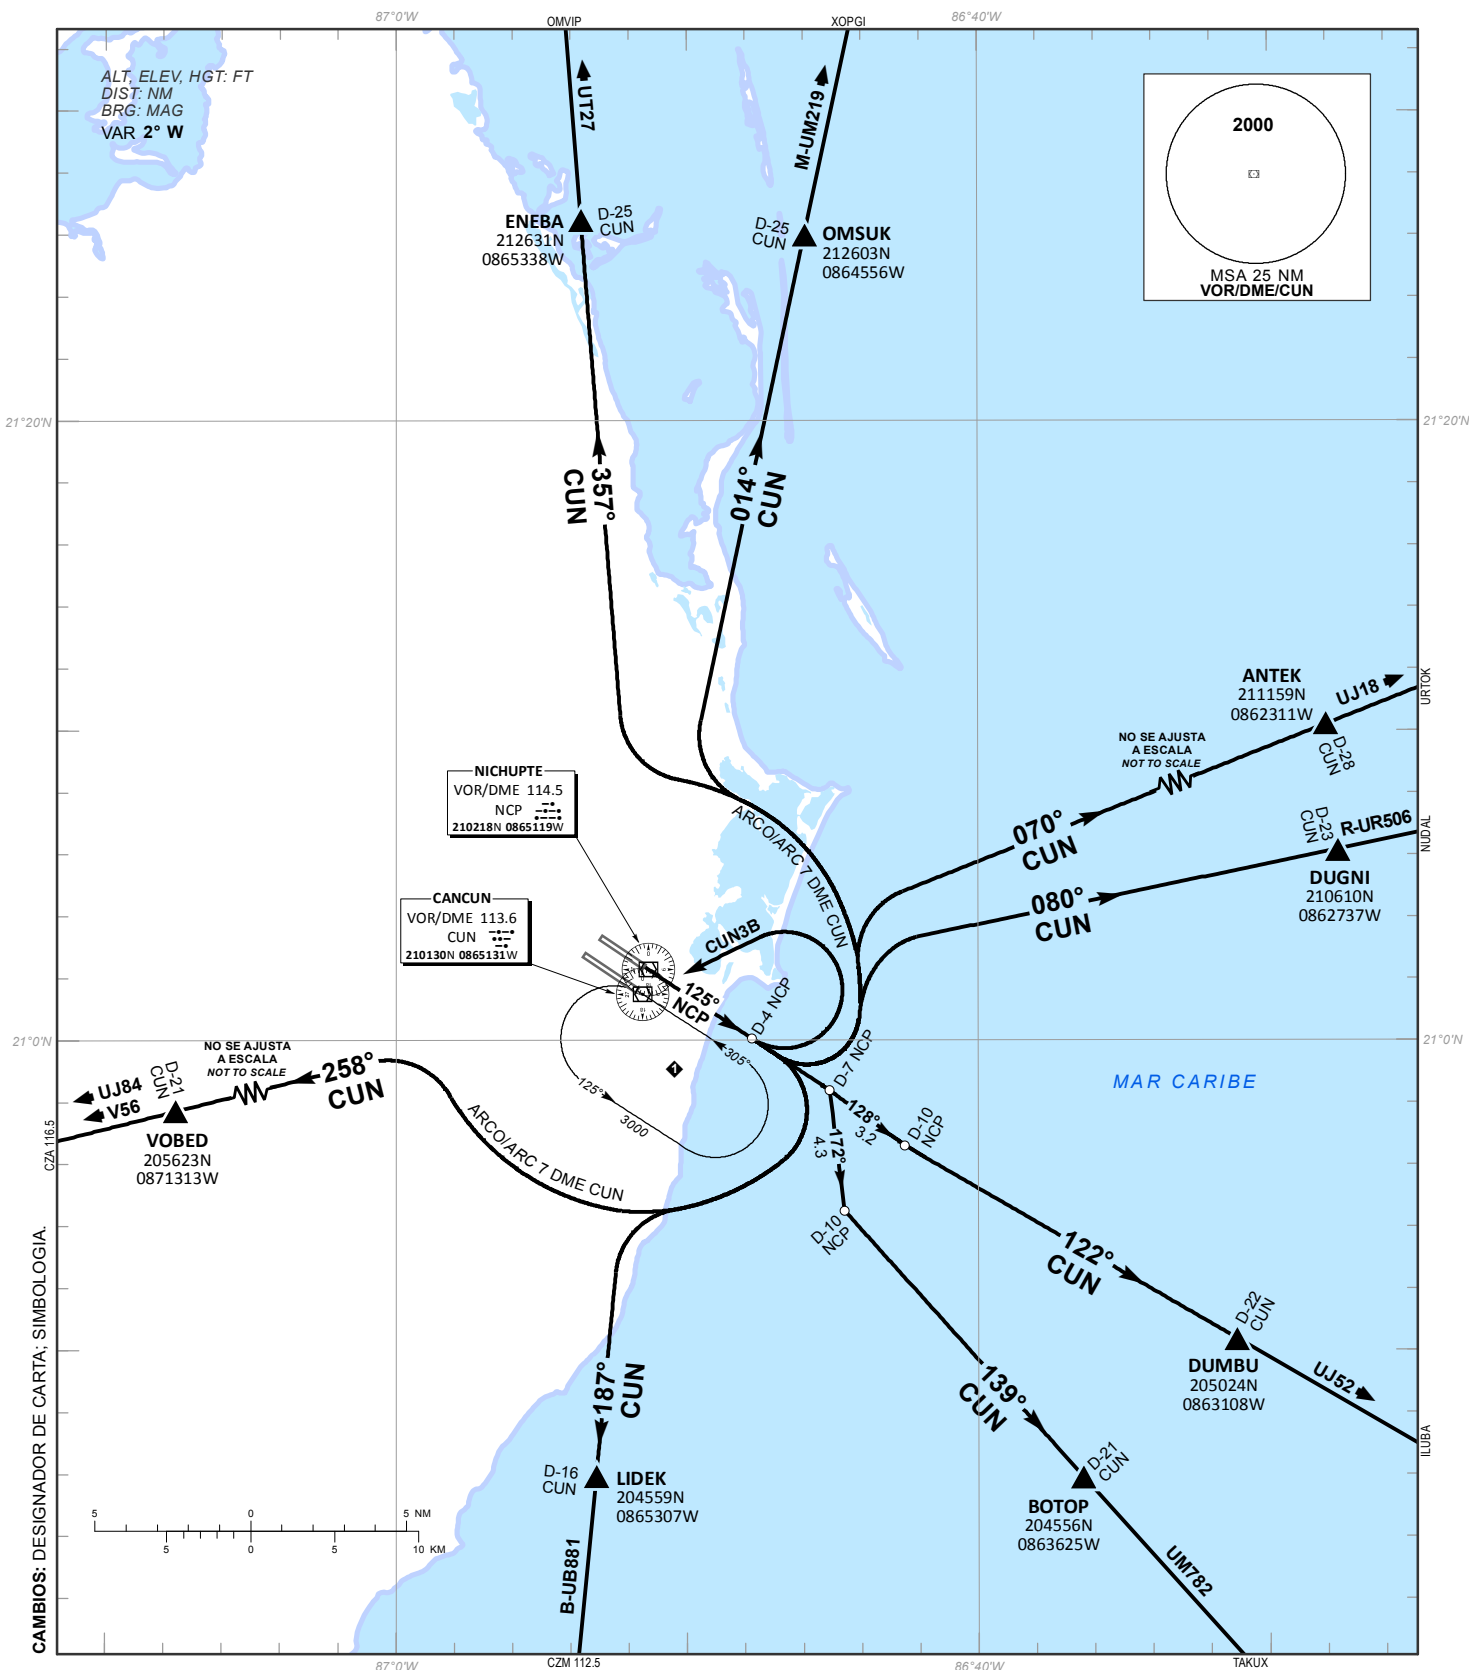 87°0'W
OMVIP
XOPGI
86°40'W
ALT, ELEV, HGT: FT
DIST: NM
BRG: MAG
VAR 2° W
UT27
M-UM219
2000
MSA 25 NM
VOR/DME/CUN
ENEBA
212631N
0865338W
D-25
CUN
D-25
CUN
OMSUK
212603N
0864556W
21°20'N
21°20'N
357°
CUN
014°
CUN
ANTEK
211159N
0862311W
UJ18
URTOK
D-28
CUN
NO SE AJUSTA
A ESCALA
NOT TO SCALE
NICHUPTE
VOR/DME 114.5
NCP
210218N 0865119W
ARCO/ARC 7 DME CUN
070°
CUN
D-23
CUN
R-UR506
NUDAL
DUGNI
210610N
0862737W
080°
CUN
CANCUN
VOR/DME 113.6
CUN
210130N 0865131W
CUN3B
125°
NCP
D-4 NCP
21°0'N
21°0'N
305°
1
125°
3000
D-7 NCP
MAR CARIBE
NO SE AJUSTA
A ESCALA
NOT TO SCALE
258°
CUN
D-21
CUN
UJ84
V56
VOBED
205623N
0871313W
CZA 116.5
ARCO/ARC 7 DME CUN
128°
3.2
D-10
NCP
172°
4.3
D-10
NCP
122°
CUN
D-22
CUN
DUMBU
205024N
0863108W
UJ52
ILUBA
187°
CUN
139°
CUN
D-16
CUN
LIDEK
204559N
0865307W
D-21
CUN
BOTOP
204556N
0863625W
UM782
B-UB881
5 0 5 NM
5 0 5 10 KM
CAMBIOS: DESIGNADOR DE CARTA; SIMBOLOGIA.
87°0'W
CZM 112.5
86°40'W
TAKUX